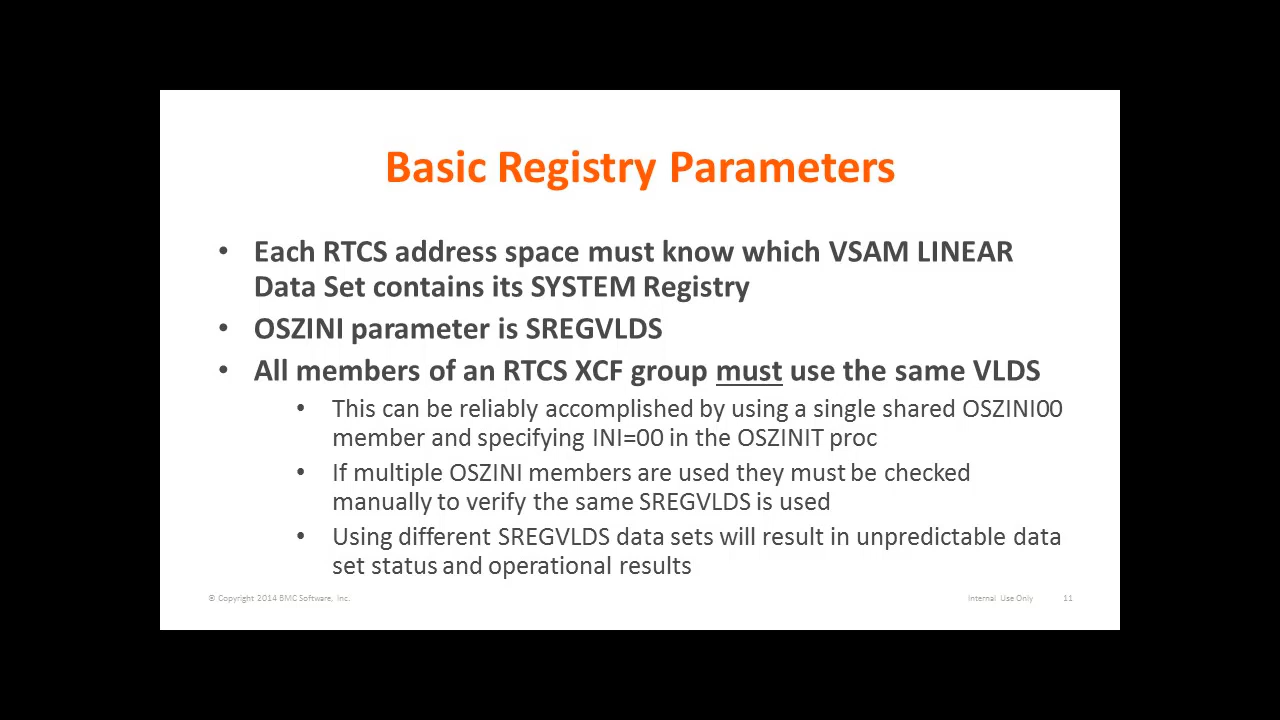 Basic Registry Parameters
• Each RTCS address space must know which VSAM LINEAR
Data Set contains its SYSTEM Registry
• OSZINI parameter is SREGVLDS
• All members of an RTCS XCF group must use the same VLDS
• This can be reliably accomplished by using a single shared OSZINI00
member and specifying INI=00 in the OSZINIT proc
• If multiple OSZINI members are used they must be checked
manually to verify the same SREGVLDS is used
• Using different SREGVLDS data sets will result in unpredictable data
set status and operational results
© Copyright 2014 BMC Software, Inc.
Internal Use Only 11